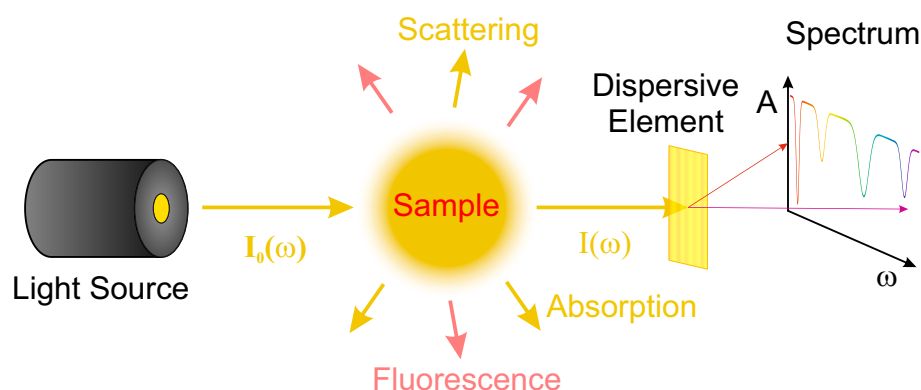 Scattering
Spectrum
Dispersive
Element
A
Sample
I₀(ω)
I(ω)
ω
Light Source
Absorption
Fluorescence